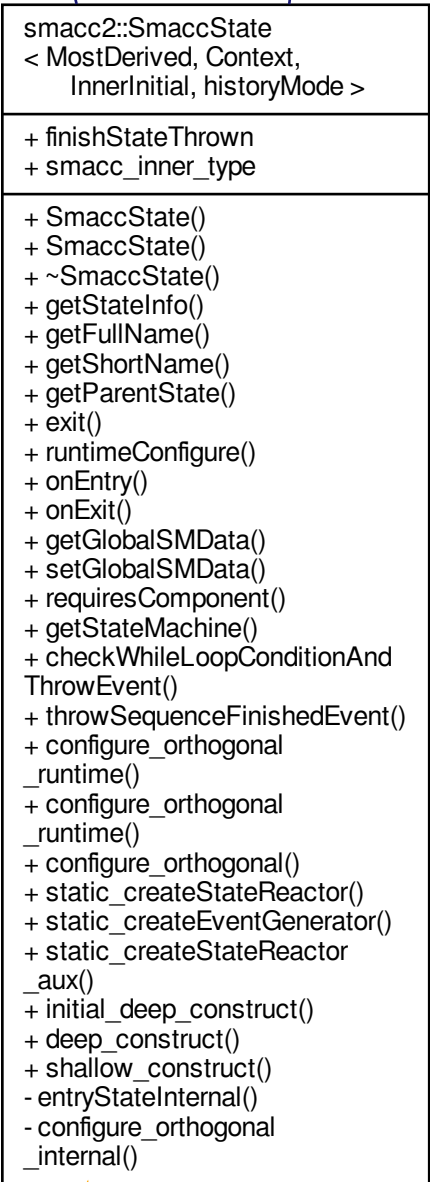 smacc2::SmaccState
< MostDerived, Context,
InnerInitial, historyMode >
+ finishStateThrown
+ smacc_inner_type
+ SmaccState()
+ SmaccState()
+ ~SmaccState()
+ getStateInfo()
+ getFullName()
+ getShortName()
+ getParentState()
+ exit()
+ runtimeConfigure()
+ onEntry()
+ onExit()
+ getGlobalSMData()
+ setGlobalSMData()
+ requiresComponent()
+ getStateMachine()
+ checkWhileLoopConditionAnd
ThrowEvent()
+ throwSequenceFinishedEvent()
+ configure_orthogonal
_runtime()
+ configure_orthogonal
_runtime()
+ configure_orthogonal()
+ static_createStateReactor()
+ static_createEventGenerator()
+ static_createStateReactor
_aux()
+ initial_deep_construct()
+ deep_construct()
+ shallow_construct()
- entryStateInternal()
- configure_orthogonal
_internal()